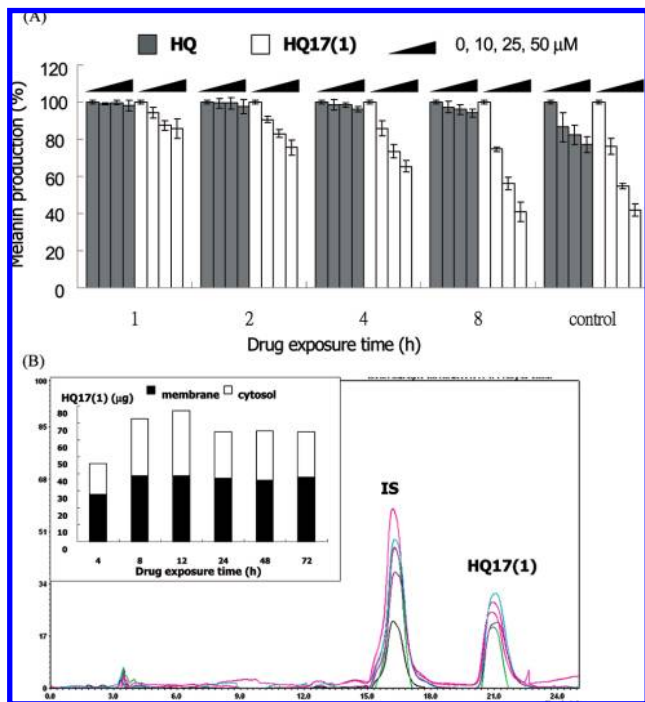 (A)
HQ HQ17(1) 0, 10, 25, 50 μM
Melanin production (%)
120
100
80
60
40
20
0
1 2 4 8 control
Drug exposure time (h)
(B)
100
85
68
51
34
17
0
HQ17(1) (μg) membrane cytosol
80
70
60
50
40
30
20
10
0
4 8 12 24 48 72
Drug exposure time (h)
IS
HQ17(1)
0.0 3.0 6.0 9.0 12.0 15.0 18.0 21.0 24.0